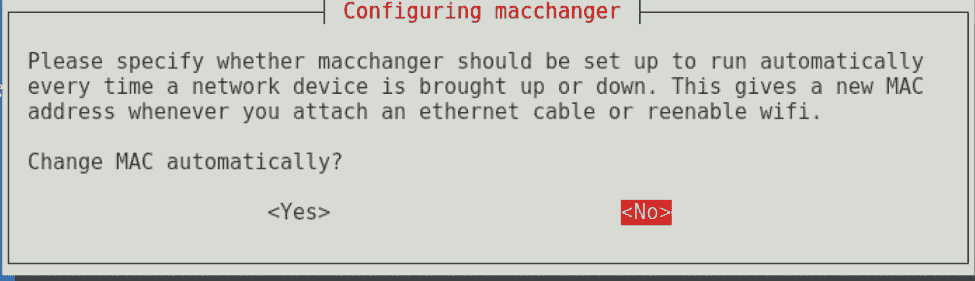 Configuring macchanger
Please specify whether macchanger should be set up to run automatically
every time a network device is brought up or down. This gives a new MAC
address whenever you attach an ethernet cable or reenable wifi.
Change MAC automatically?
<Yes> <No>